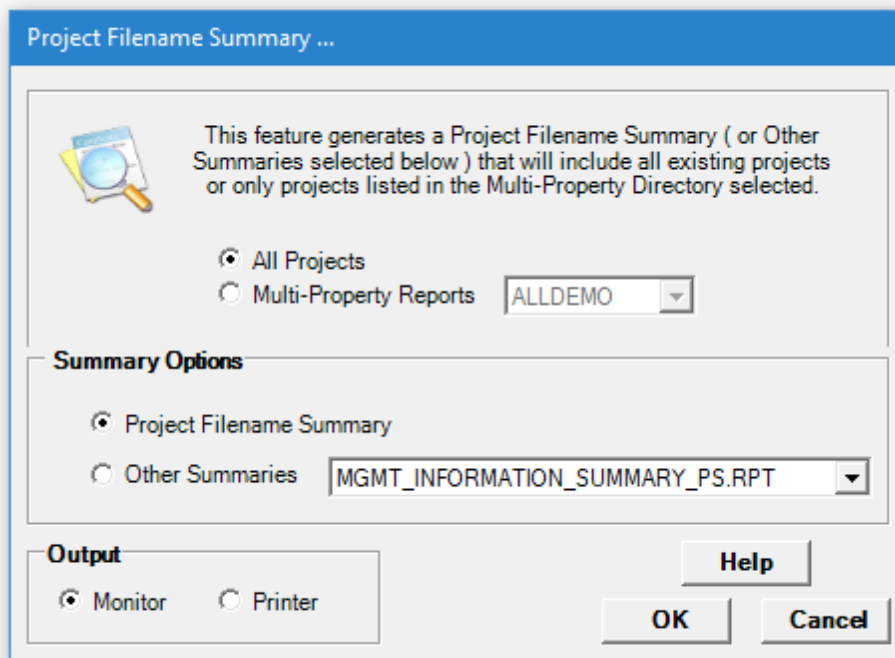 Project Filename Summary ...
This feature generates a Project Filename Summary ( or Other
Summaries selected below ) that will include all existing projects
or only projects listed in the Multi-Property Directory selected.
All Projects
Multi-Property Reports ALLDEMO
Summary Options
Project Filename Summary
Other Summaries MGMT_INFORMATION_SUMMARY_PS.RPT
Output
Monitor Printer
Help
OK Cancel